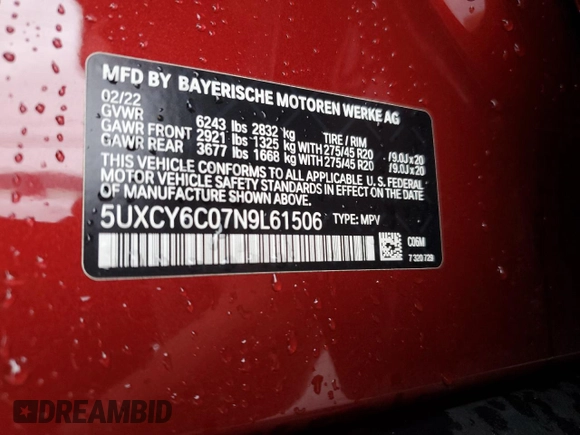 MFD BY BAYERISCHE MOTOREN WERKE AG
02/22
GVWR 6243 lbs 2832 kg TIRE / RIM
GAWR FRONT 2921 lbs 1325 kg WITH 275/45 R20 /9.0J x 20
GAWR REAR 3677 lbs 1668 kg WITH 275/45 R20 /9.0J x 20
THIS VEHICLE CONFORMS TO ALL APPLICABLE U.S. FEDERAL
MOTOR VEHICLE SAFETY STANDARDS IN EFFECT ON THE DATE
OF MANUFACTURE SHOWN ABOVE.
5UXCY6C07N9L61506 TYPE: MPV
C06M
7 320 729
DREAMBID